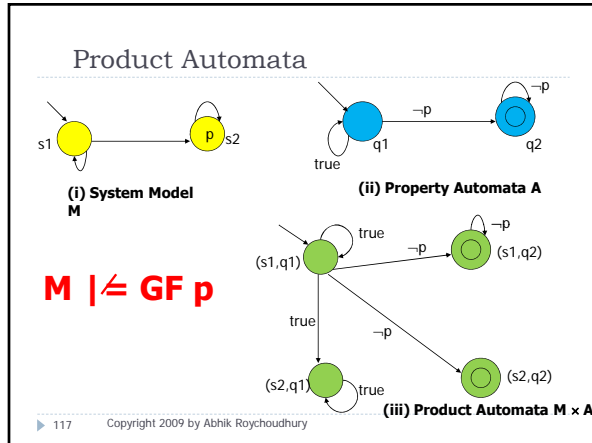 Product Automata
s1
p
s2
(i) System Model
M
¬p
¬p
true
q1
q2
(ii) Property Automata A
M |≠ GF p
true
¬p
¬p
(s1,q1)
(s1,q2)
true
¬p
(s2,q1)
true
(s2,q2)
(iii) Product Automata M × A
117
Copyright 2009 by Abhik Roychoudhury